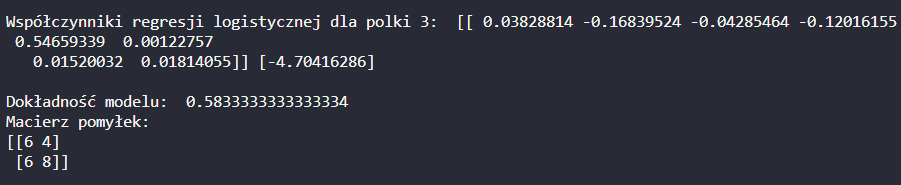 Współczynniki regresji logistycznej dla polki 3:  [[ 0.03828814 -0.16839524 -0.04285464 -0.12016155
0.54659339  0.00122757
0.01520032  0.01814055]] [-4.70416286]
Dokładność modelu:  0.5833333333333334
Macierz pomyłek:
[[6 4]
[6 8]]